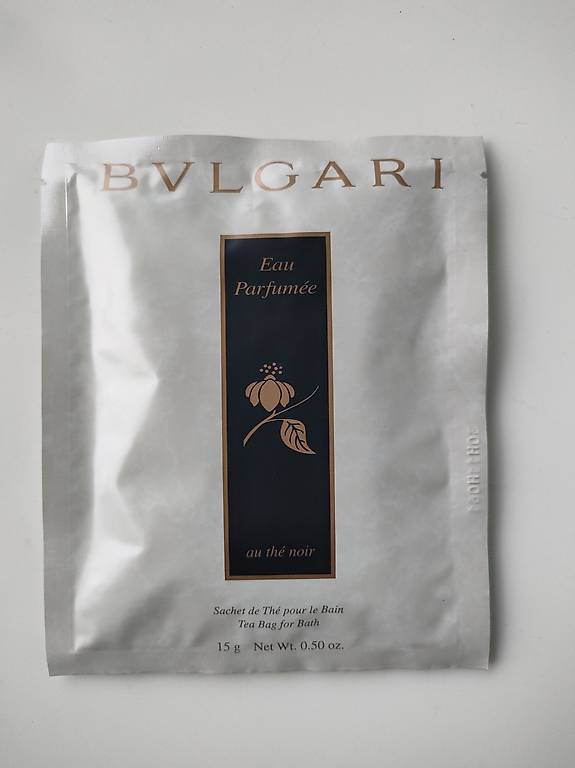 BVLGARI
Eau
Parfumée
au thé noir
Sachet de Thé pour le Bain
Tea Bag for Bath
15 g Net Wt. 0.50 oz.